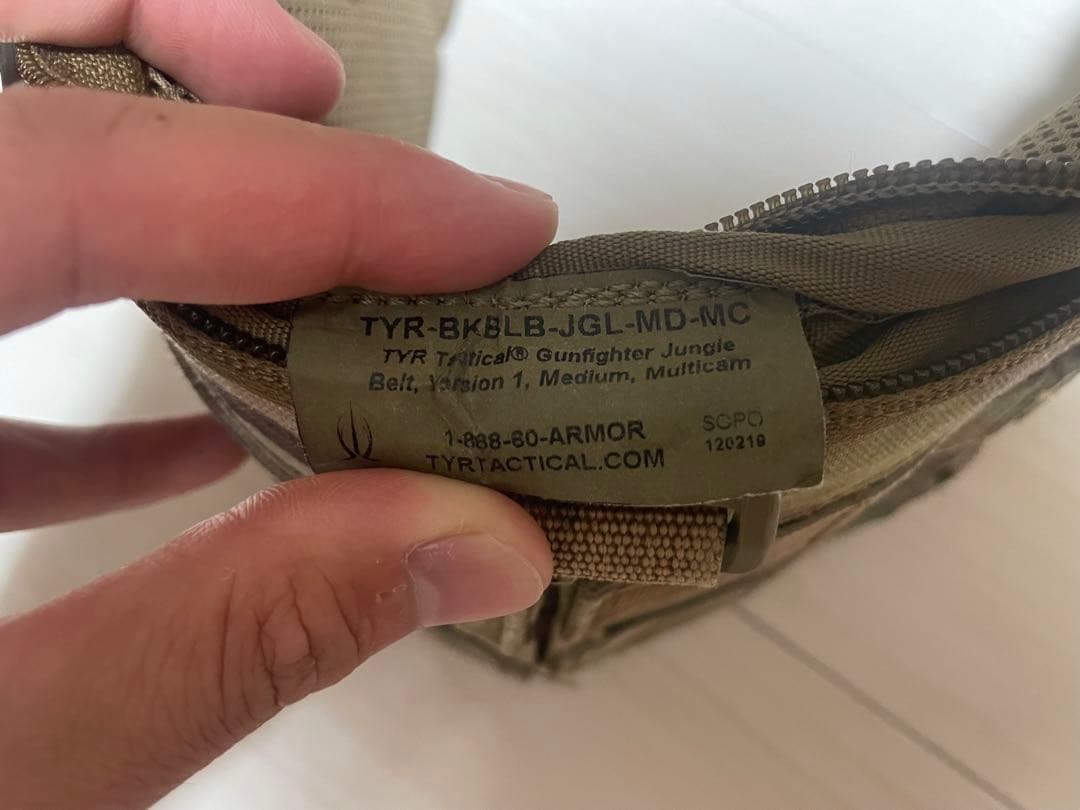 TYR-BKBLB-JGL-MD-MC
TYR Tactical® Gunfighter Jungle
Belt, Version 1, Medium, Multicam
1-888-60-ARMOR
TYRTACTICAL.COM
SCPO
120219